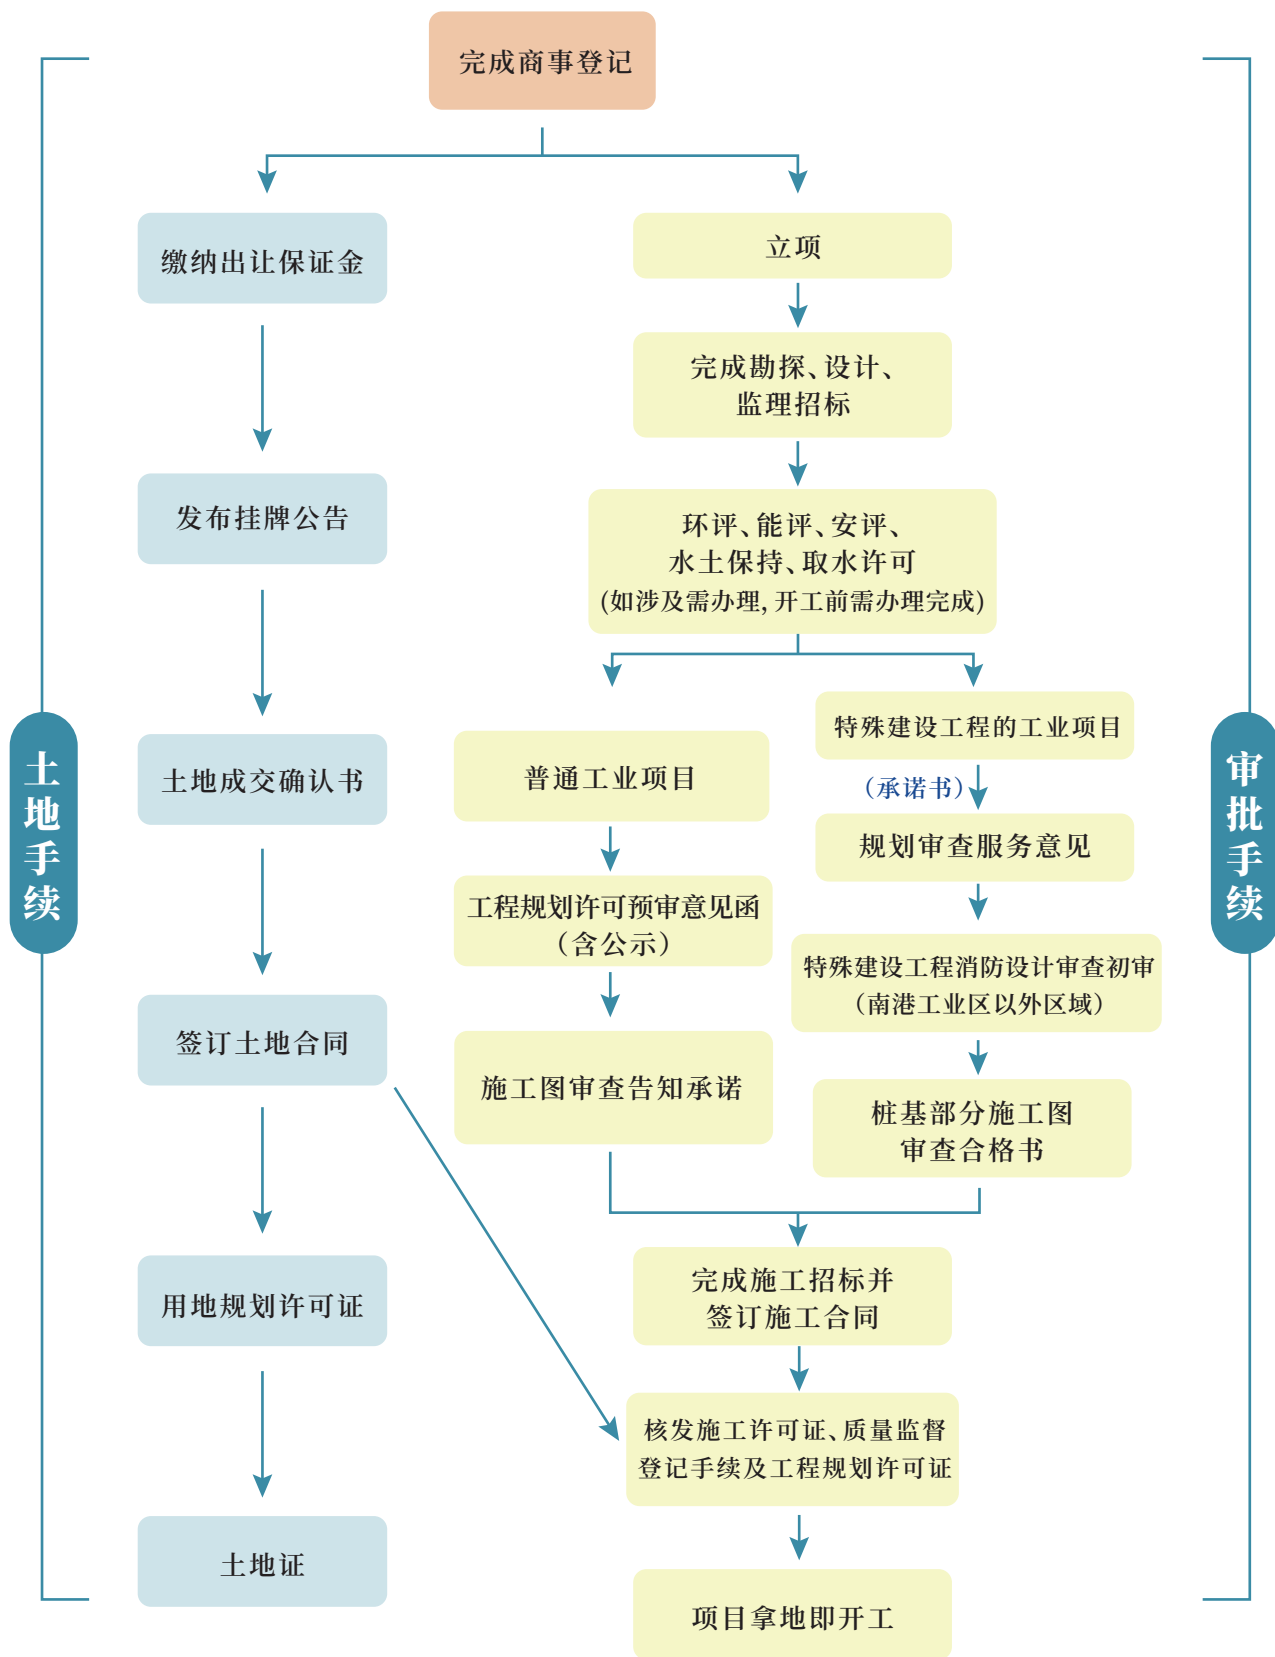 完成商事登记
土地手续
缴纳出让保证金
发布挂牌公告
土地成交确认书
签订土地合同
用地规划许可证
土地证
审批手续
立项
完成勘探、设计、
监理招标
环评、能评、安评、
水土保持、取水许可
(如涉及需办理,开工前需办理完成)
普通工业项目
工程规划许可预审意见函
（含公示）
施工图审查告知承诺
特殊建设工程的工业项目
（承诺书）
规划审查服务意见
特殊建设工程消防设计审查初审
（南港工业区以外区域）
桩基部分施工图
审查合格书
完成施工招标并
签订施工合同
核发施工许可证、质量监督
登记手续及工程规划许可证
项目拿地即开工